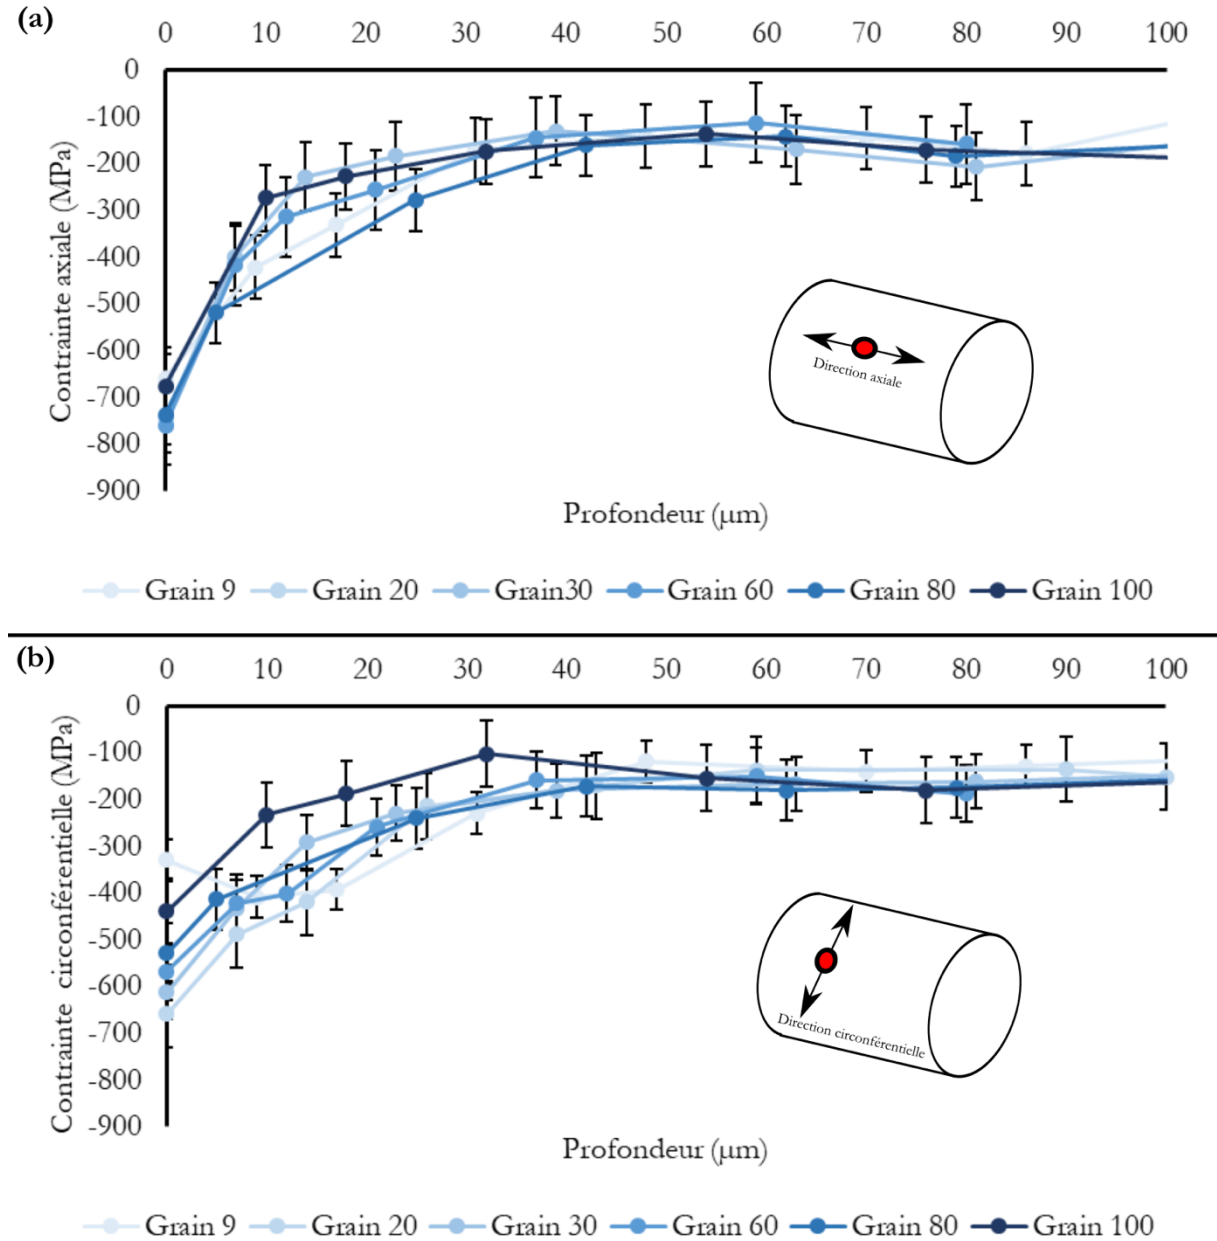 (a)
0 10 20 30 40 50 60 70 80 90 100
0
-100
-200
-300
-400
-500
-600
-700
-800
-900
Contrainte axiale (MPa)
Direction axiale
Profondeur (µm)
Grain 9 Grain 20 Grain30 Grain 60 Grain 80 Grain 100
(b)
0 10 20 30 40 50 60 70 80 90 100
0
-100
-200
-300
-400
-500
-600
-700
-800
-900
Contrainte circonférentielle (MPa)
Direction circonférentielle
Profondeur (µm)
Grain 9 Grain 20 Grain 30 Grain 60 Grain 80 Grain 100